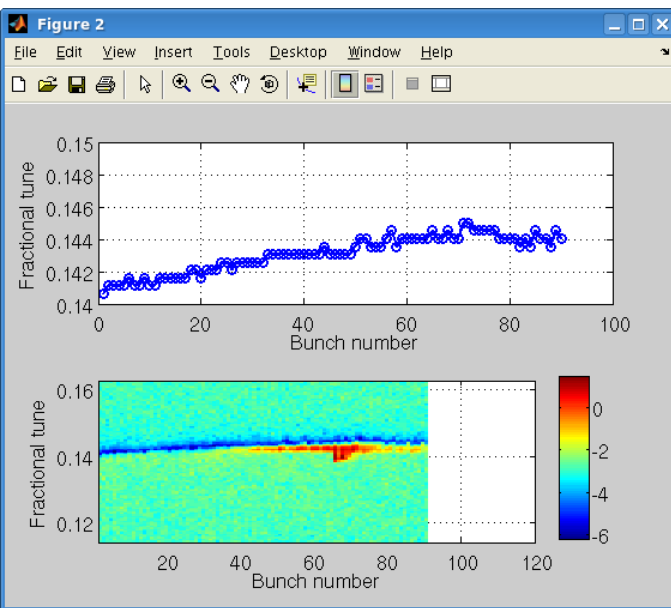 Figure 2
File Edit View Insert Tools Desktop Window Help
0.15
0.148
0.146
0.144
0.142
0.14
Fractional tune
0 20 40 60 80 100
Bunch number
0.16
0.14
0.12
Fractional tune
20 40 60 80 100 120
Bunch number
0
-2
-4
-6